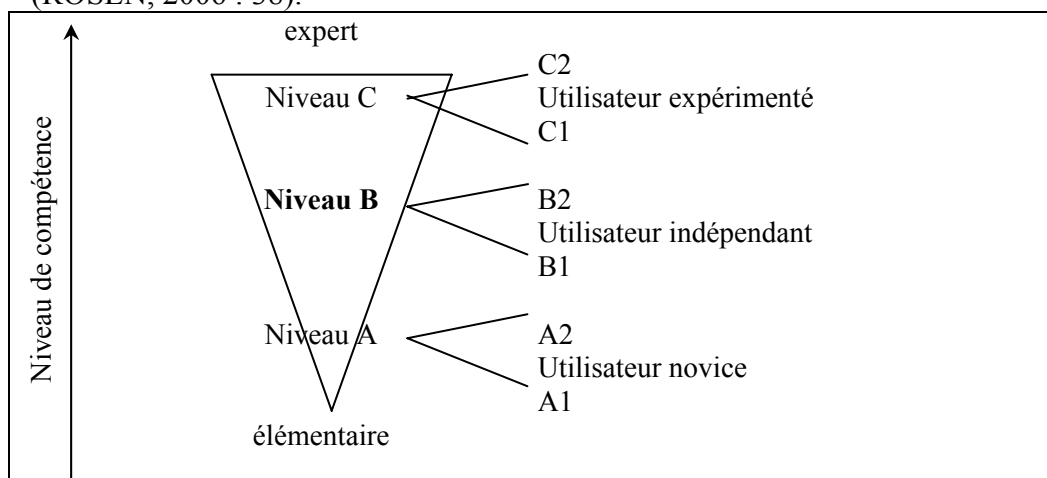 (ROSEN, 2006 : 38).
expert
C2
Niveau C
Utilisateur expérimenté
C1
Niveau de compétence
Niveau B
B2
Utilisateur indépendant
B1
Niveau A
A2
Utilisateur novice
A1
élémentaire